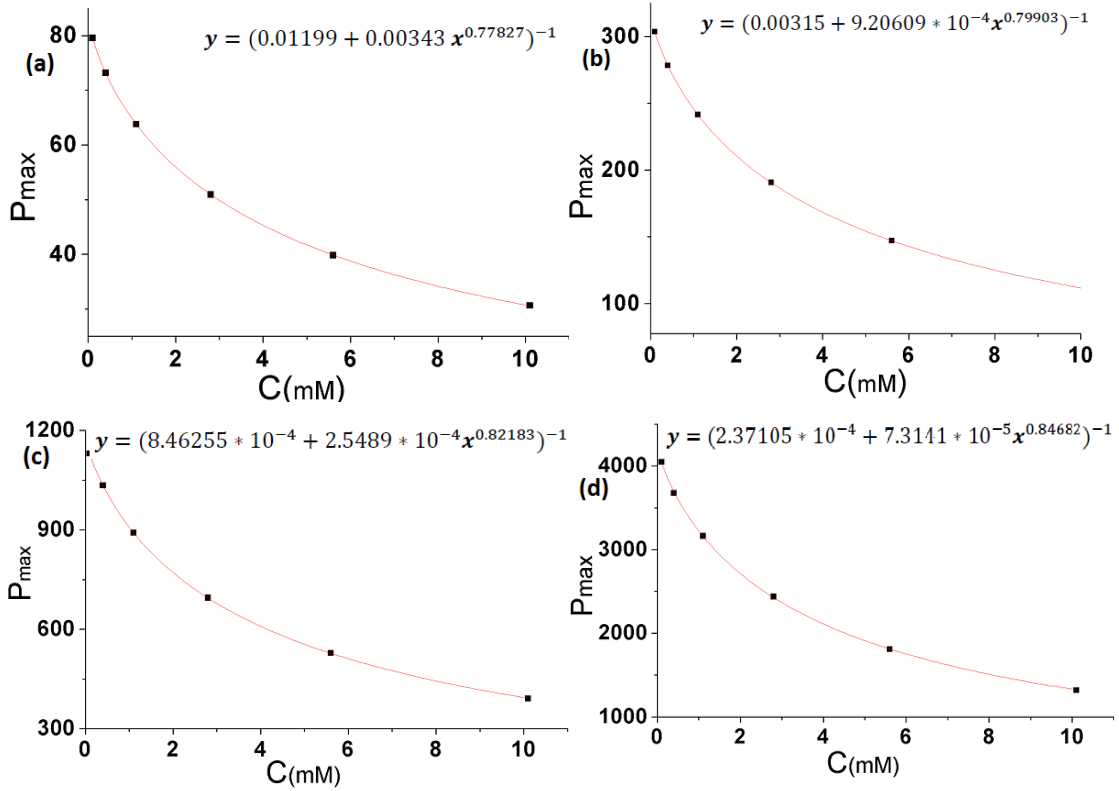 y = (0.01199 + 0.00343 x^0.77827)^−1
(a)
80
60
40
Pmax
0 2 4 6 8 10
C(mM)
y = (0.00315 + 9.20609 * 10^−4 x^0.79903)^−1
(b)
300
200
100
Pmax
0 2 4 6 8 10
C(mM)
y = (8.46255 * 10^−4 + 2.5489 * 10^−4 x^0.82183)^−1
(c)
1200
900
600
300
Pmax
0 2 4 6 8 10
C(mM)
y = (2.37105 * 10^−4 + 7.3141 * 10^−5 x^0.84682)^−1
(d)
4000
3000
2000
1000
Pmax
0 2 4 6 8 10
C(mM)